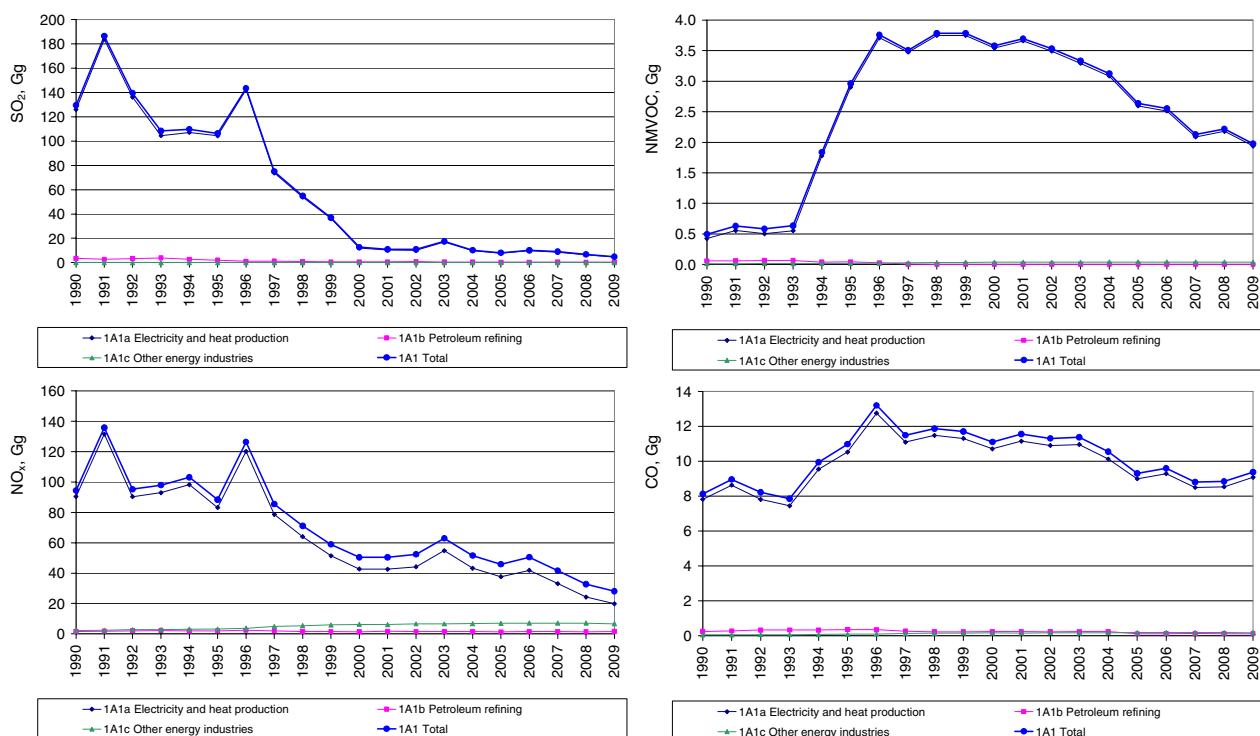 SO2, Gg
200
180
160
140
120
100
80
60
40
20
0
1990 1991 1992 1993 1994 1995 1996 1997 1998 1999 2000 2001 2002 2003 2004 2005 2006 2007 2008 2009
1A1a Electricity and heat production 1A1b Petroleum refining
1A1c Other energy industries 1A1 Total
NMVOC, Gg
4.0
3.5
3.0
2.5
2.0
1.5
1.0
0.5
0.0
1990 1991 1992 1993 1994 1995 1996 1997 1998 1999 2000 2001 2002 2003 2004 2005 2006 2007 2008 2009
1A1a Electricity and heat production 1A1b Petroleum refining
1A1c Other energy industries 1A1 Total
NOx, Gg
160
140
120
100
80
60
40
20
0
1990 1991 1992 1993 1994 1995 1996 1997 1998 1999 2000 2001 2002 2003 2004 2005 2006 2007 2008 2009
1A1a Electricity and heat production 1A1b Petroleum refining
1A1c Other energy industries 1A1 Total
CO, Gg
14
12
10
8
6
4
2
0
1990 1991 1992 1993 1994 1995 1996 1997 1998 1999 2000 2001 2002 2003 2004 2005 2006 2007 2008 2009
1A1a Electricity and heat production 1A1b Petroleum refining
1A1c Other energy industries 1A1 Total